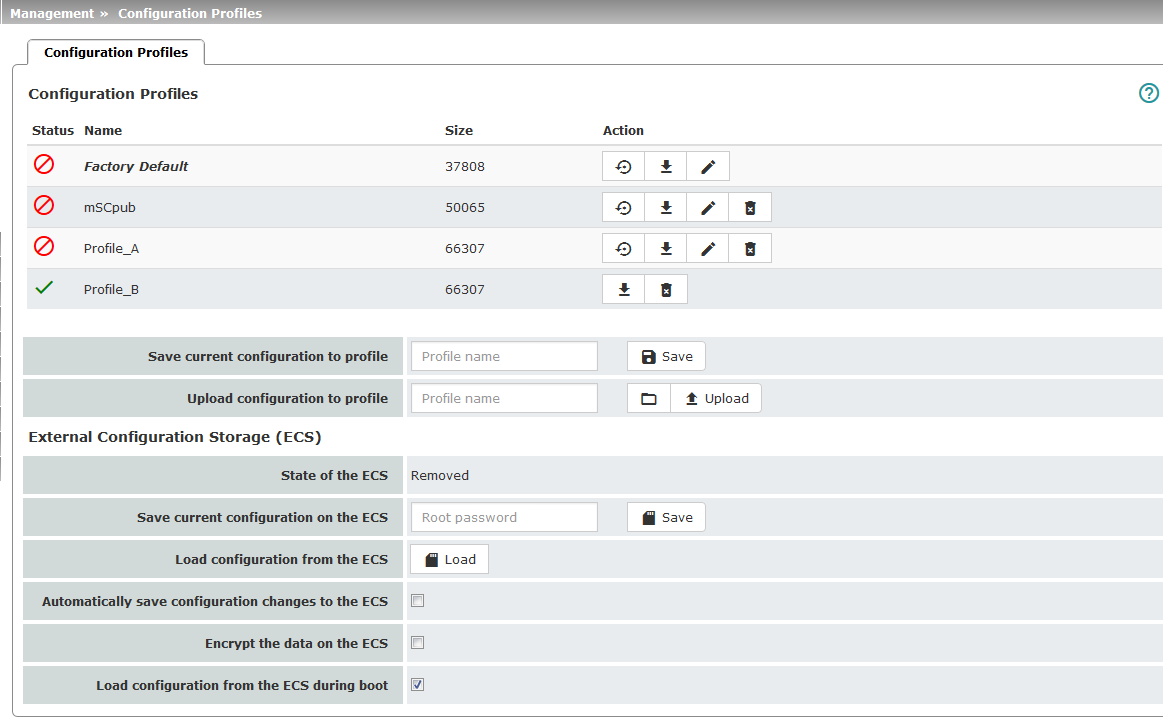 Management » Configuration Profiles
Configuration Profiles
Configuration Profiles
Status Name Size Action
Factory Default 37808
mSCpub 50065
Profile_A 66307
Profile_B 66307
Save current configuration to profile Profile name Save
Upload configuration to profile Profile name Upload
External Configuration Storage (ECS)
State of the ECS Removed
Save current configuration on the ECS Root password Save
Load configuration from the ECS Load
Automatically save configuration changes to the ECS
Encrypt the data on the ECS
Load configuration from the ECS during boot